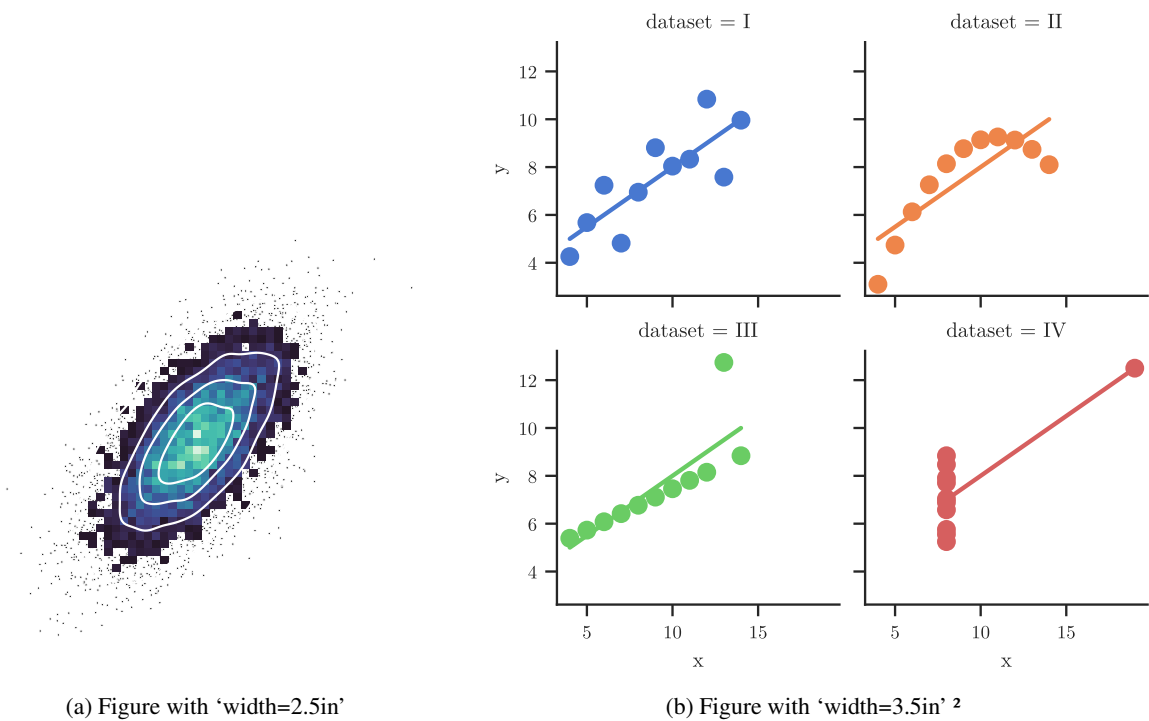 dataset = I
dataset = II
12
10
8
6
4
y
dataset = III
dataset = IV
12
10
8
6
4
y
5
10
15
x
5
10
15
x
(a) Figure with ‘width=2.5in’
(b) Figure with ‘width=3.5in’ ²